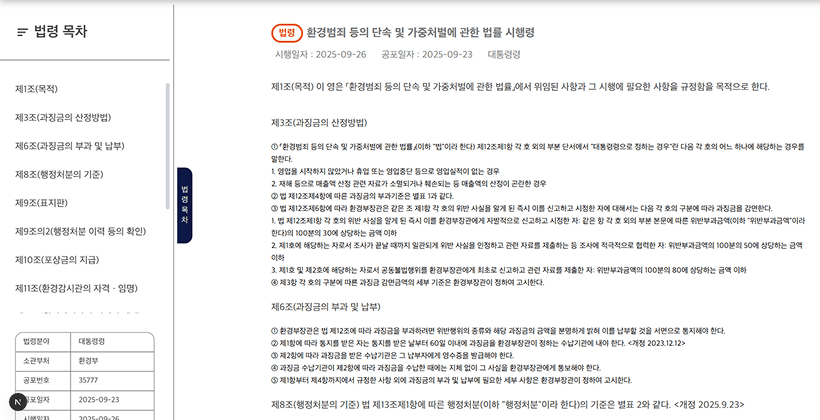 법령 목차
제1조(목적)
제3조(과징금의 산정방법)
제6조(과징금의 부과 및 납부)
제8조(행정처분의 기준)
제9조(표지판)
제9조의2(행정처분 이력 등의 확인)
제10조(포상금의 지급)
제11조(환경감시관의 자격ㆍ임명)
법령분야 대통령령
소관부처 환경부
공포번호 35777
공포일자 2025-09-23
시행일자 2025-09-26
N
법령목차
법령 환경범죄 등의 단속 및 가중처벌에 관한 법률 시행령
시행일자 : 2025-09-26 공포일자 : 2025-09-23 대통령령
제1조(목적) 이 영은 「환경범죄 등의 단속 및 가중처벌에 관한 법률」에서 위임된 사항과 그 시행에 필요한 사항을 규정함을 목적으로 한다.
제3조(과징금의 산정방법)
① 「환경범죄 등의 단속 및 가중처벌에 관한 법률」(이하 "법"이라 한다) 제12조제1항 각 호 외의 부분 단서에서 "대통령령으로 정하는 경우"란 다음 각 호의 어느 하나에 해당하는 경우를
말한다.
1. 영업을 시작하지 않았거나 휴업 또는 영업중단 등으로 영업실적이 없는 경우
2. 재해 등으로 매출액 산정 관련 자료가 소멸되거나 훼손되는 등 매출액의 산정이 곤란한 경우
② 법 제12조제4항에 따른 과징금의 부과기준은 별표 1과 같다.
③ 법 제12조제6항에 따라 환경부장관은 같은 조 제1항 각 호의 위반 사실을 알게 된 즉시 이를 신고하고 시정한 자에 대해서는 다음 각 호의 구분에 따라 과징금을 감면한다.
1. 법 제12조제1항 각 호의 위반 사실을 알게 된 즉시 이를 환경부장관에게 자발적으로 신고하고 시정한 자: 같은 항 각 호 외의 부분 본문에 따른 위반부과금액(이하 "위반부과금액"이라
한다)의 100분의 30에 상당하는 금액 이하
2. 제1호에 해당하는 자로서 조사가 끝날 때까지 일관되게 위반 사실을 인정하고 관련 자료를 제출하는 등 조사에 적극적으로 협력한 자: 위반부과금액의 100분의 50에 상당하는 금액
이하
3. 제1호 및 제2호에 해당하는 자로서 공동불법행위를 환경부장관에게 최초로 신고하고 관련 자료를 제출한 자: 위반부과금액의 100분의 80에 상당하는 금액 이하
④ 제3항 각 호의 구분에 따른 과징금 감면금액의 세부 기준은 환경부장관이 정하여 고시한다.
제6조(과징금의 부과 및 납부)
① 환경부장관은 법 제12조에 따라 과징금을 부과하려면 위반행위의 종류와 해당 과징금의 금액을 분명하게 밝혀 이를 납부할 것을 서면으로 통지해야 한다.
② 제1항에 따라 통지를 받은 자는 통지를 받은 날부터 60일 이내에 과징금을 환경부장관이 정하는 수납기관에 내야 한다. <개정 2023.12.12>
③ 제2항에 따라 과징금을 받은 수납기관은 그 납부자에게 영수증을 발급해야 한다.
④ 과징금 수납기관이 제2항에 따라 과징금을 수납한 때에는 지체 없이 그 사실을 환경부장관에게 통보해야 한다.
⑤ 제1항부터 제4항까지에서 규정한 사항 외에 과징금의 부과 및 납부에 필요한 세부 사항은 환경부장관이 정하여 고시한다.
제8조(행정처분의 기준) 법 제13조제1항에 따른 행정처분(이하 "행정처분"이라 한다)의 기준은 별표 2와 같다. <개정 2025.9.23>